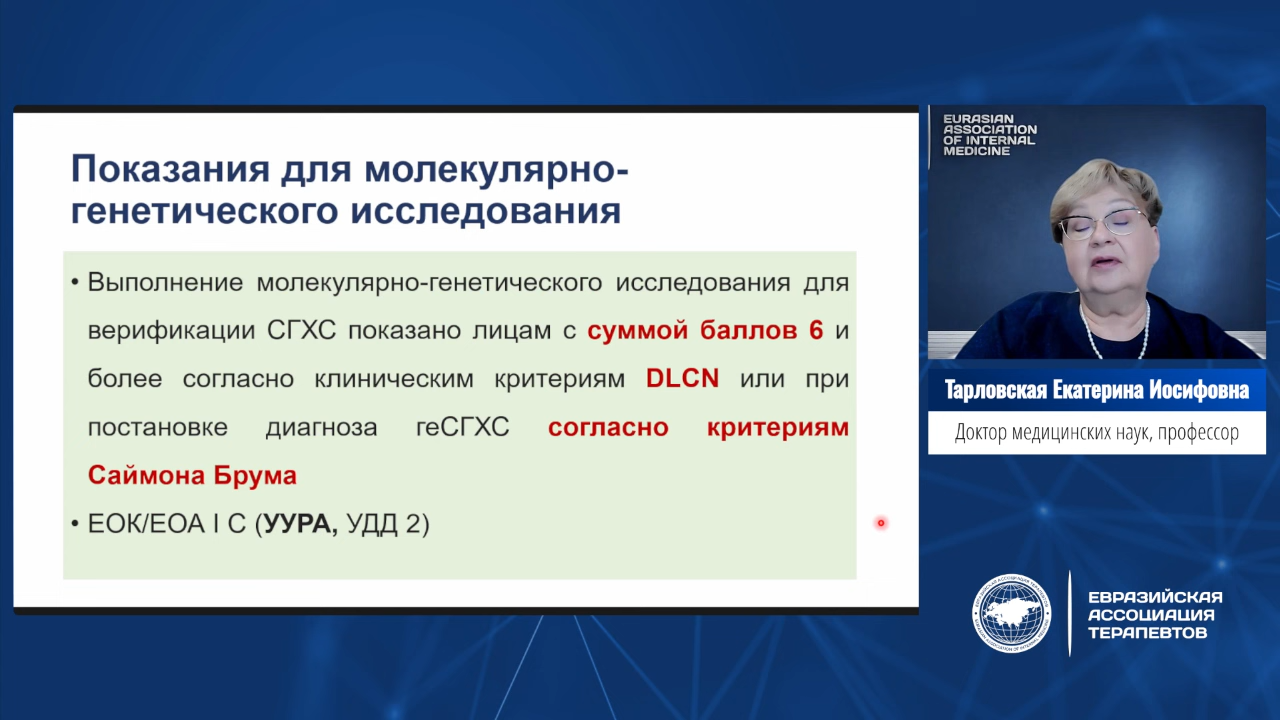 Показания для молекулярно-
генетического исследования
• Выполнение молекулярно-генетического исследования для
верификации СГХС показано лицам с суммой баллов 6 и
более согласно клиническим критериям DLCN или при
постановке диагноза геСГХС согласно критериям
Саймона Брума
• ЕОК/ЕОА I C (УУРА, УДД 2)
EURASIAN
ASSOCIATION
OF INTERNAL
MEDICINE
Тарловская Екатерина Иосифовна
Доктор медицинских наук, профессор
ЕВРАЗИЙСКАЯ
АССОЦИАЦИЯ
ТЕРАПЕВТОВ